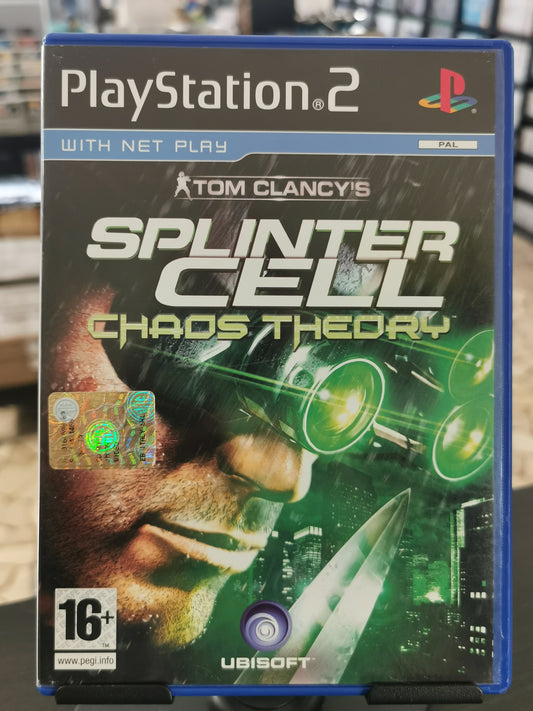 PlayStation®2
WITH NET PLAY
PAL
TOM CLANCY'S
SPLINTER
CELL
CHAOS THEORY
16+
www.pegi.info
UBISOFT